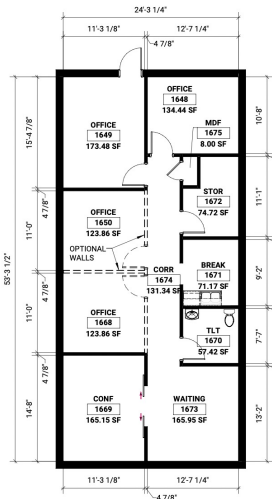 24'-3 1/4"
11'-3 1/8"
12'-7 1/4"
4 7/8"
OFFICE
1648
134.44 SF
OFFICE
1649
173.48 SF
MDF
1675
8.00 SF
15'-4 7/8"
10'-8"
STOR
1672
74.72 SF
11'-1"
4 7/8"
OFFICE
1650
123.86 SF
11'-0"
OPTIONAL
WALLS
53'-3 1/2"
CORR
1674
131.34 SF
BREAK
1671
71.17 SF
9'-2"
4 7/8"
OFFICE
1668
123.86 SF
11'-0"
TLT
1670
57.42 SF
7'-7"
4 7/8"
CONF
1669
165.15 SF
WAITING
1673
165.95 SF
14'-8"
13'-2"
11'-3 1/8"
12'-7 1/4"
4 7/8"